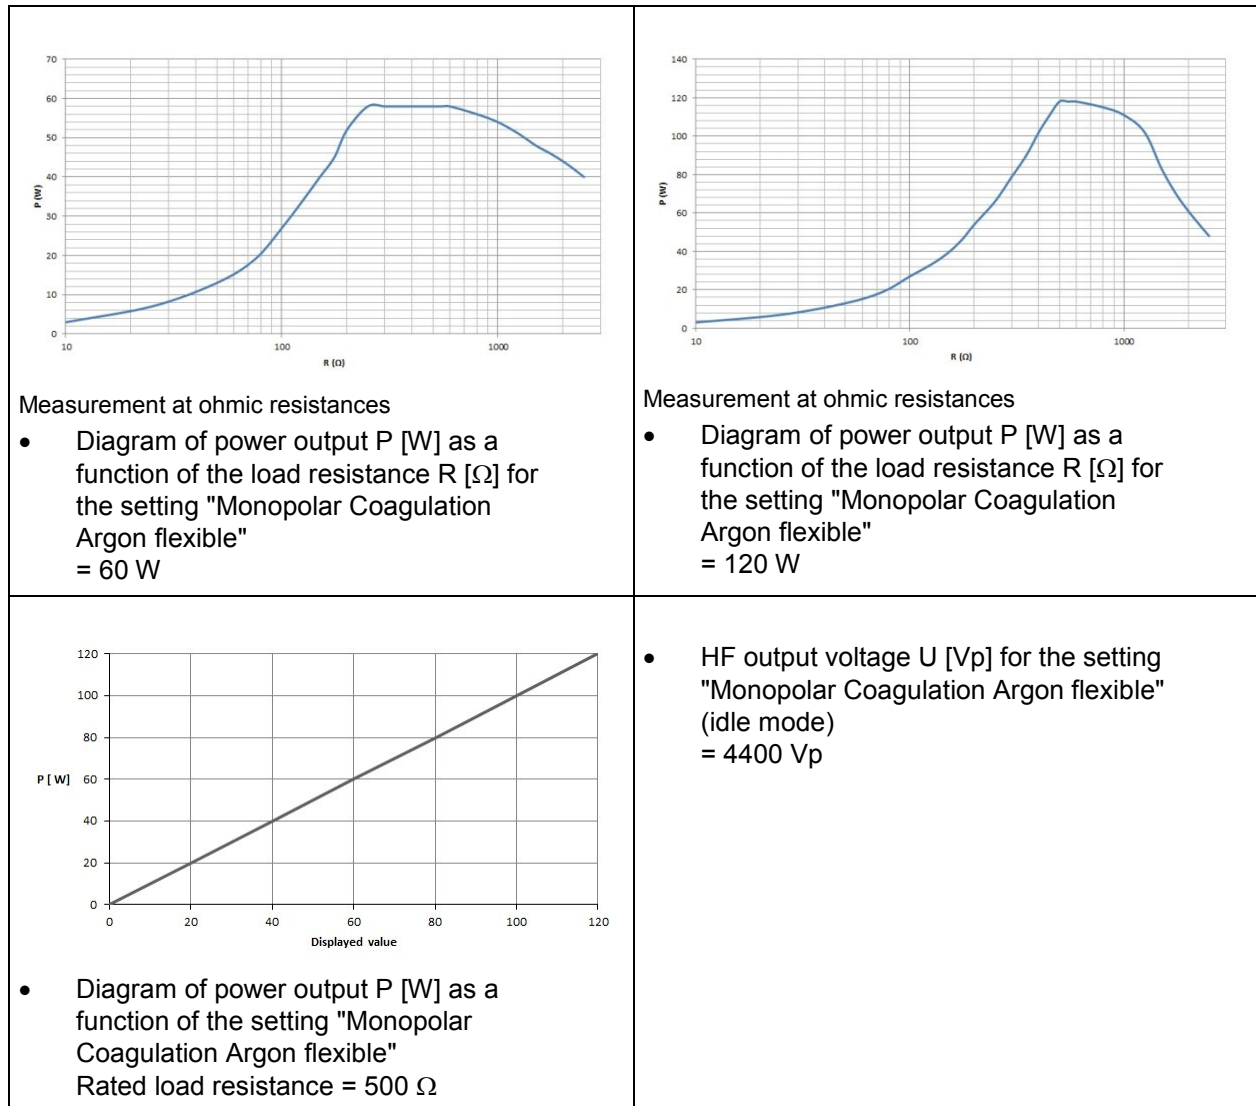 70
60
50
40
30
20
10
0
P (W)
10
100
1000
R (Ω)
Measurement at ohmic resistances
• Diagram of power output P [W] as a
function of the load resistance R [Ω] for
the setting "Monopolar Coagulation
Argon flexible"
= 60 W
140
120
100
80
60
40
20
0
P (W)
10
100
1000
R (Ω)
Measurement at ohmic resistances
• Diagram of power output P [W] as a
function of the load resistance R [Ω] for
the setting "Monopolar Coagulation
Argon flexible"
= 120 W
120
100
80
P [ W] 60
40
20
0
0 20 40 60 80 100 120
Displayed value
• Diagram of power output P [W] as a
function of the setting "Monopolar
Coagulation Argon flexible"
Rated load resistance = 500 Ω
• HF output voltage U [Vp] for the setting
"Monopolar Coagulation Argon flexible"
(idle mode)
= 4400 Vp